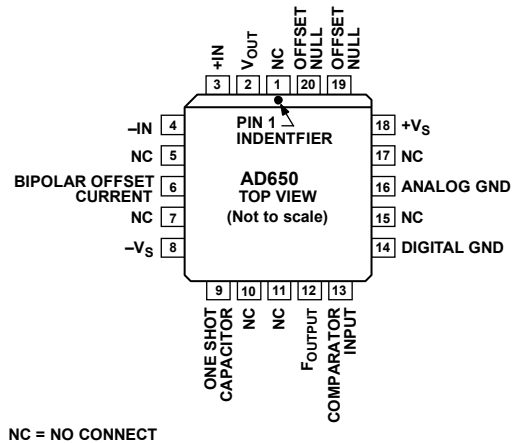 +IN
VOUT
NC
OFFSET
NULL
OFFSET
NULL
3
2
1
20
19
–IN 4
NC 5
BIPOLAR OFFSET
CURRENT 6
NC 7
–VS 8
PIN 1
INDENTFIER
AD650
TOP VIEW
(Not to scale)
18 +VS
17 NC
16 ANALOG GND
15 NC
14 DIGITAL GND
9
10
11
12
13
ONE SHOT
CAPACITOR
NC
NC
FOUTPUT
COMPARATOR
INPUT
NC = NO CONNECT